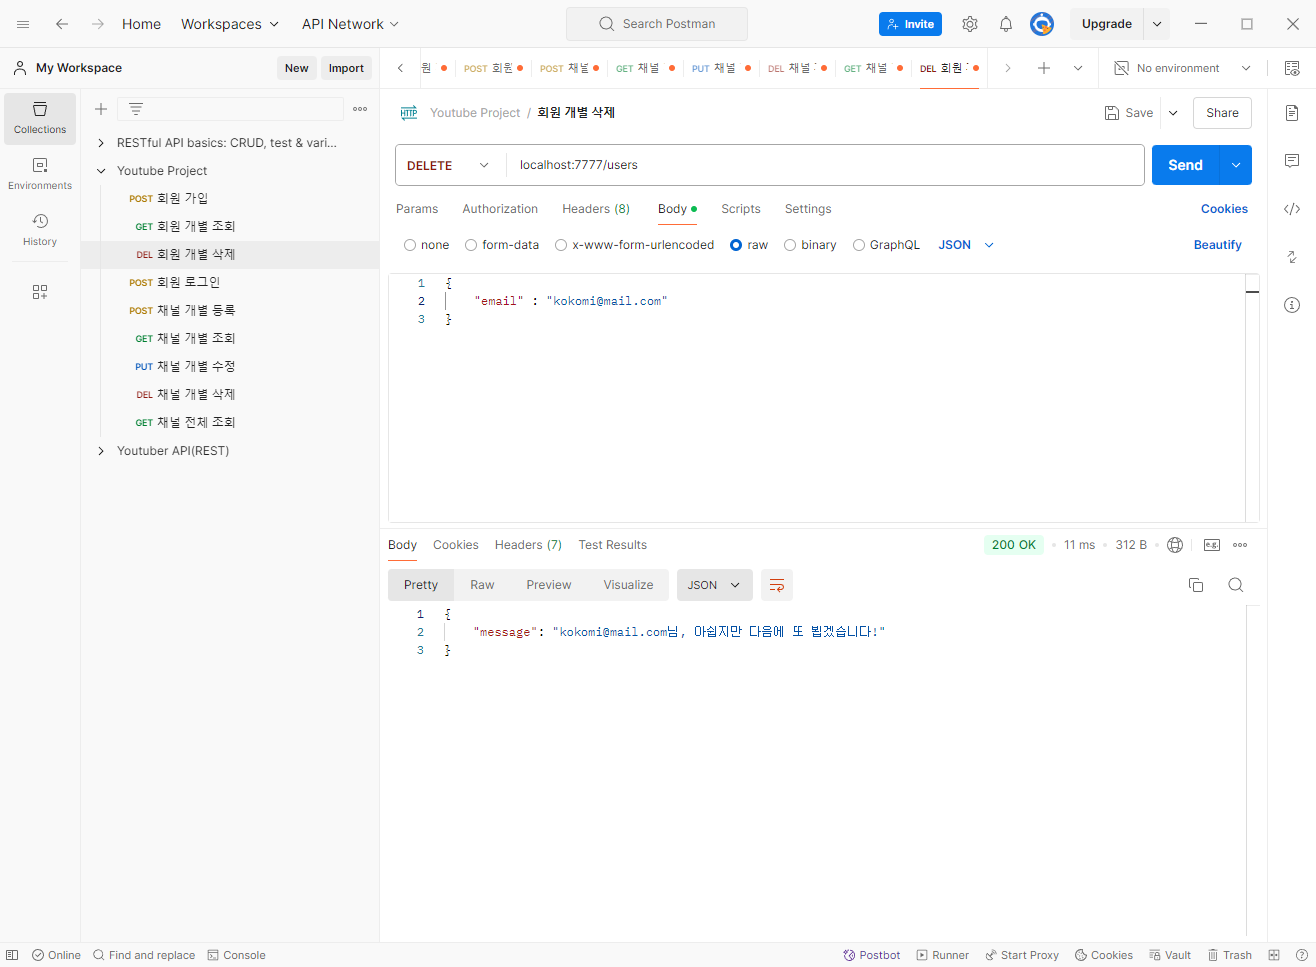 Home Workspaces API Network Search Postman Invite Upgrade
My Workspace New Import
원 POST 회원 POST 채널 GET 채널 PUT 채널 DEL 채널 GET 채널 DEL 회원 No environment
Collections
Environments
History
RESTful API basics: CRUD, test & vari...
Youtube Project
POST 회원 가입
GET 회원 개별 조회
DEL 회원 개별 삭제
POST 회원 로그인
POST 채널 개별 등록
GET 채널 개별 조회
PUT 채널 개별 수정
DEL 채널 개별 삭제
GET 채널 전체 조회
Youtuber API(REST)
HTTP Youtube Project / 회원 개별 삭제 Save Share
DELETE localhost:7777/users Send
Params Authorization Headers (8) Body Scripts Settings Cookies
none form-data x-www-form-urlencoded raw binary GraphQL JSON Beautify
1 {
2 "email" : "kokomi@mail.com"
3 }
Body Cookies Headers (7) Test Results 200 OK 11 ms 312 B e.g.
Pretty Raw Preview Visualize JSON
1 {
2 "message": "kokomi@mail.com님, 아쉽지만 다음에 또 뵙겠습니다!"
3 }
Online Find and replace Console Postbot Runner Start Proxy Cookies Vault Trash